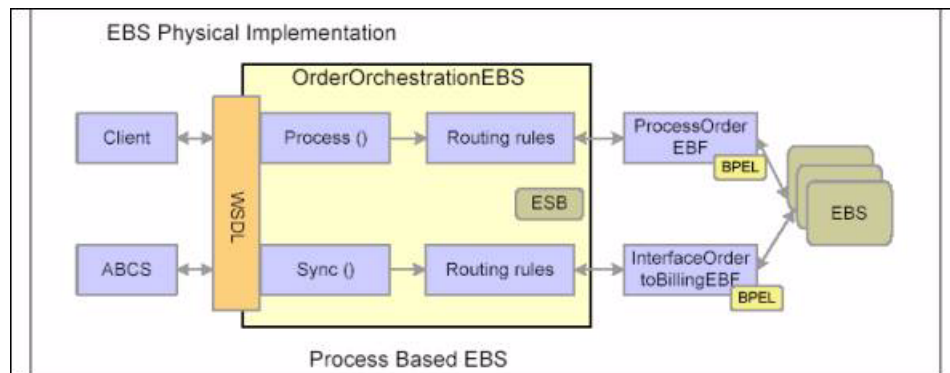 EBS Physical Implementation
OrderOrchestrationEBS
Client
WSDL
Process ()
Routing rules
ProcessOrder
EBF
BPEL
ESB
EBS
ABCS
Sync ()
Routing rules
InterfaceOrder
toBillingEBF
BPEL
Process Based EBS